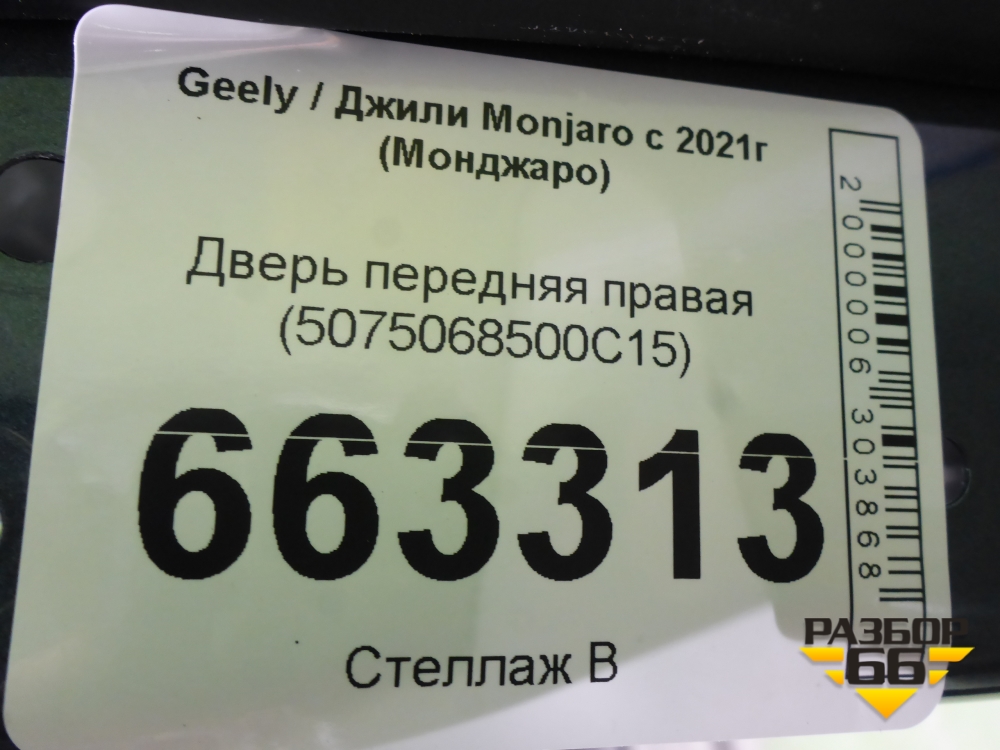 Geely / Джили Monjaro с 2021г
(Монджаро)
Дверь передняя правая
(5075068500C15)
663313
Стеллаж В
2000006303868
РАЗБОР
66